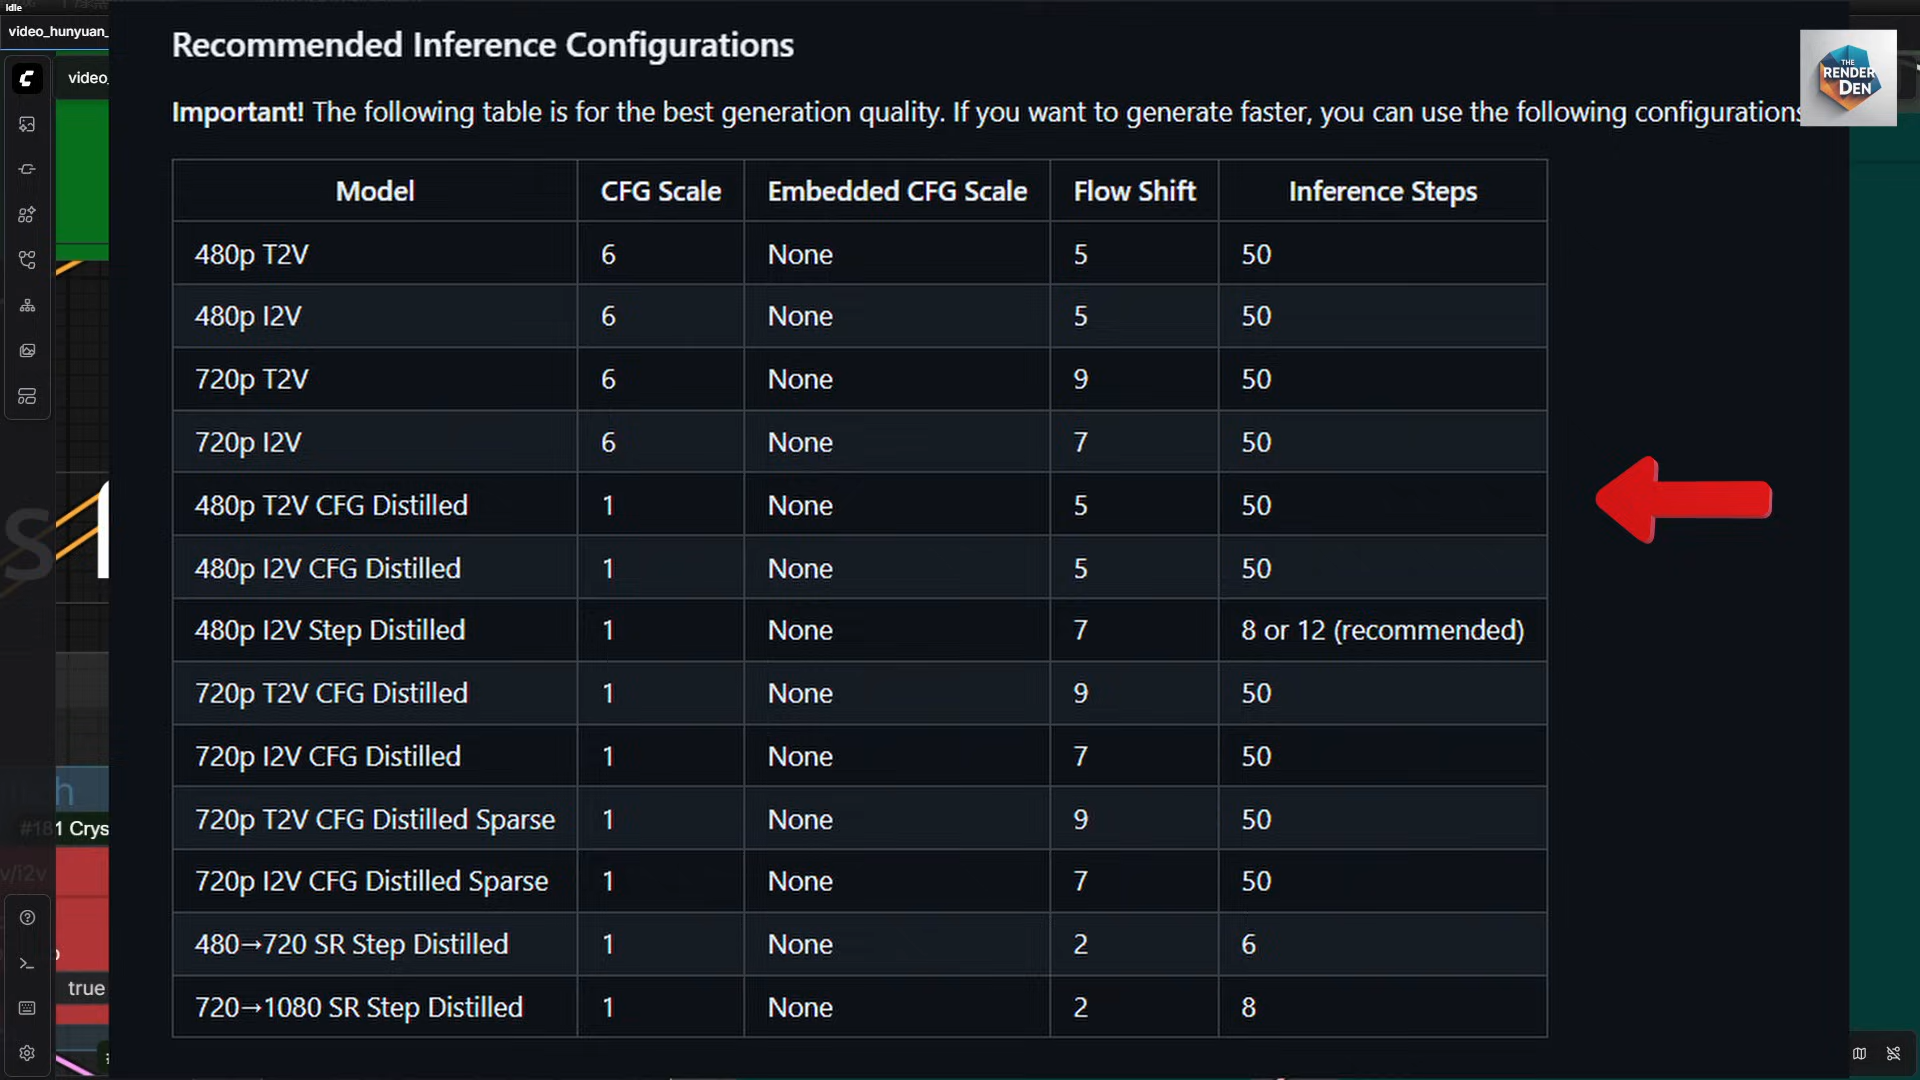 Idle
video_hunyuan_
video_
THE
RENDER
DEN
Recommended Inference Configurations
Important! The following table is for the best generation quality. If you want to generate faster, you can use the following configurations
Model CFG Scale Embedded CFG Scale Flow Shift Inference Steps
480p T2V 6 None 5 50
480p I2V 6 None 5 50
720p T2V 6 None 9 50
720p I2V 6 None 7 50
480p T2V CFG Distilled 1 None 5 50
480p I2V CFG Distilled 1 None 5 50
480p I2V Step Distilled 1 None 7 8 or 12 (recommended)
720p T2V CFG Distilled 1 None 9 50
720p I2V CFG Distilled 1 None 7 50
720p T2V CFG Distilled Sparse 1 None 9 50
720p I2V CFG Distilled Sparse 1 None 7 50
480→720 SR Step Distilled 1 None 2 6
720→1080 SR Step Distilled 1 None 2 8
#181 Crys
v/i2v
true